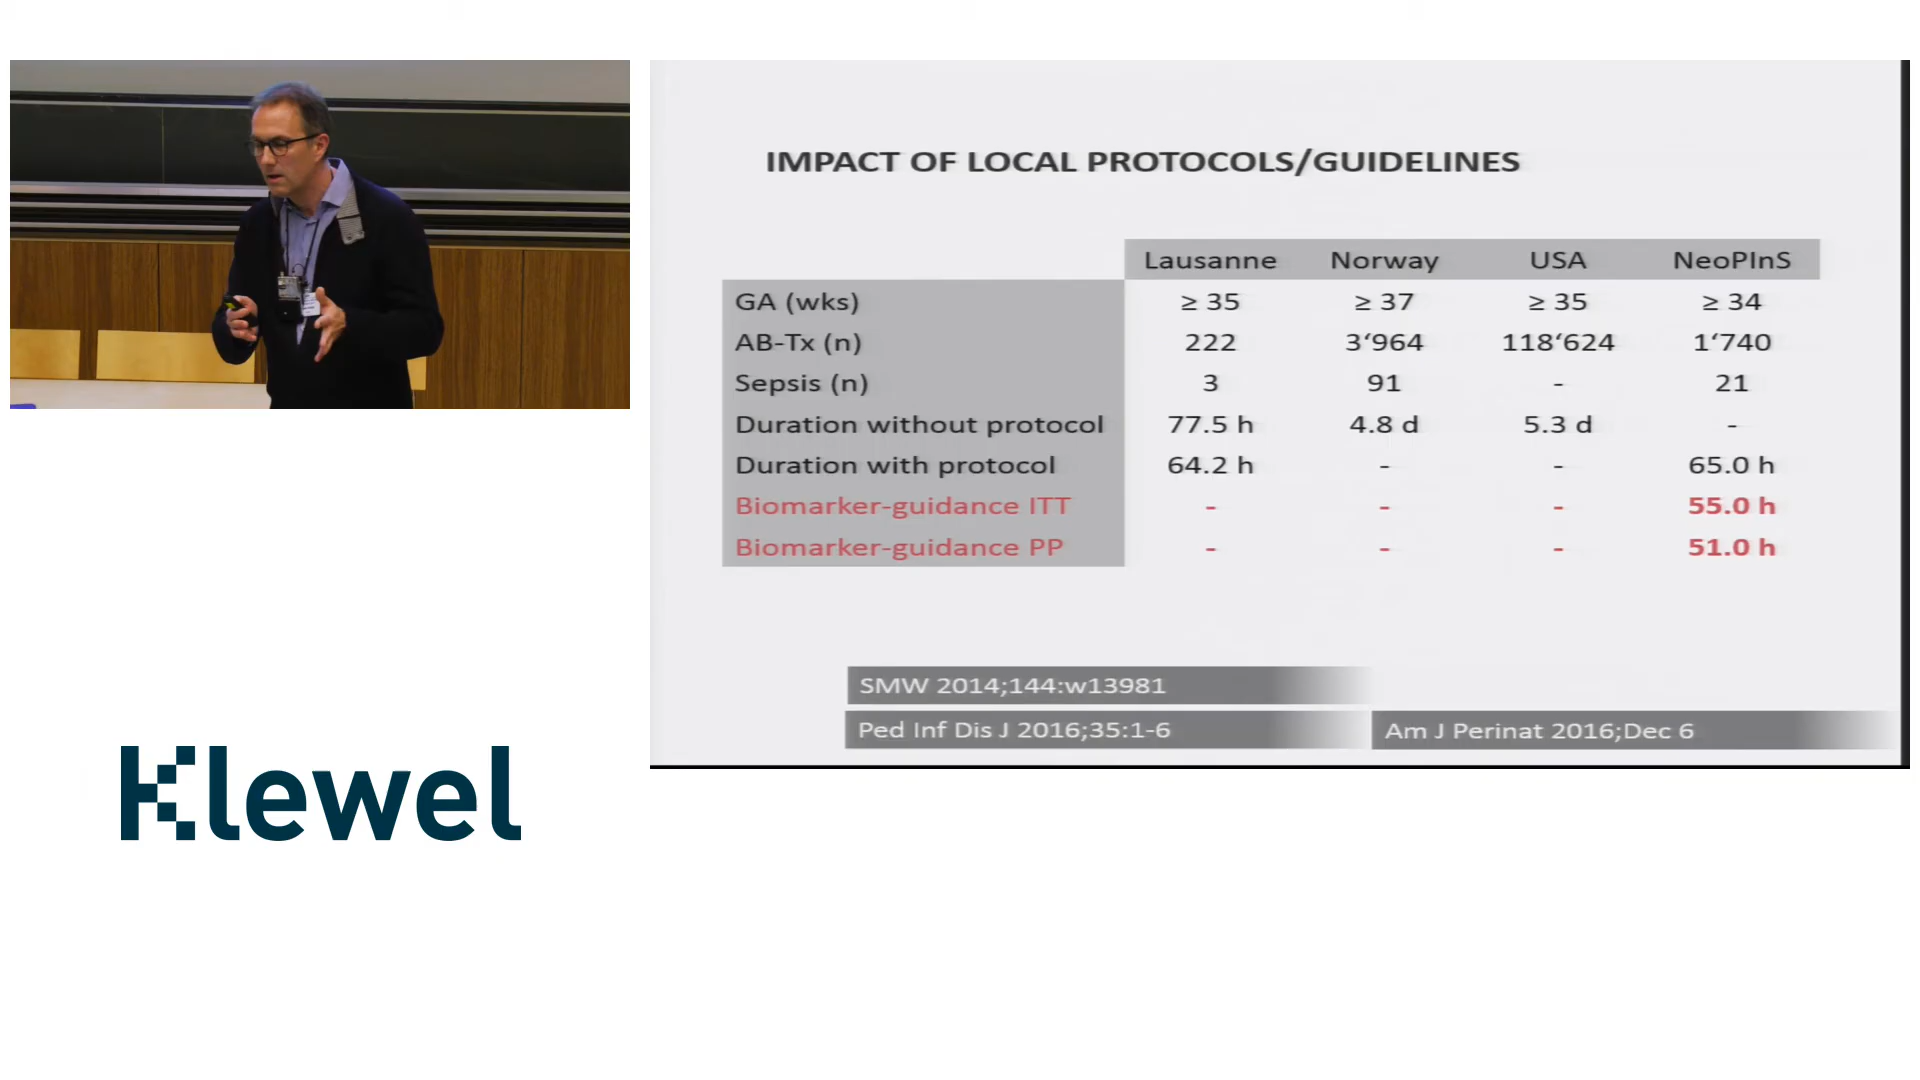 IMPACT OF LOCAL PROTOCOLS/GUIDELINES
Lausanne Norway USA NeoPInS
GA (wks) ≥ 35 ≥ 37 ≥ 35 ≥ 34
AB-Tx (n) 222 3‘964 118‘624 1‘740
Sepsis (n) 3 91 - 21
Duration without protocol 77.5 h 4.8 d 5.3 d -
Duration with protocol 64.2 h - - 65.0 h
Biomarker-guidance ITT - - - 55.0 h
Biomarker-guidance PP - - - 51.0 h
SMW 2014;144:w13981
Ped Inf Dis J 2016;35:1-6
Am J Perinat 2016;Dec 6
Klewel